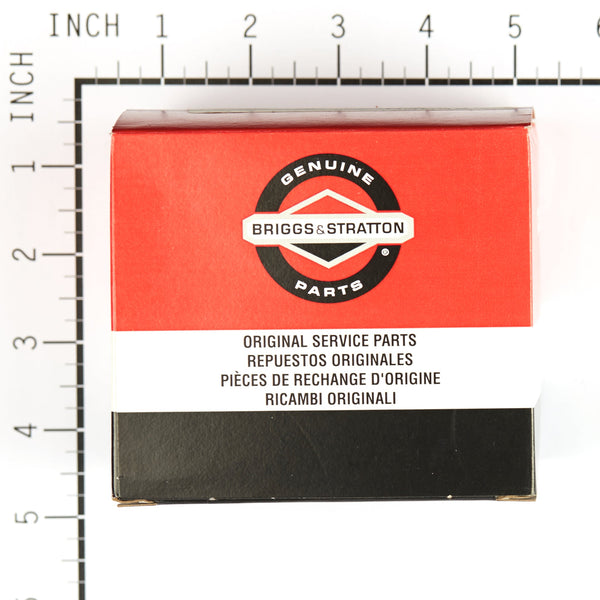 INCH 1 2 3 4 5 6
INCH
1
2
3
4
5
GENUINE
BRIGGS&STRATTON
®
PARTS
ORIGINAL SERVICE PARTS
REPUESTOS ORIGINALES
PIÈCES DE RECHANGE D'ORIGINE
RICAMBI ORIGINALI